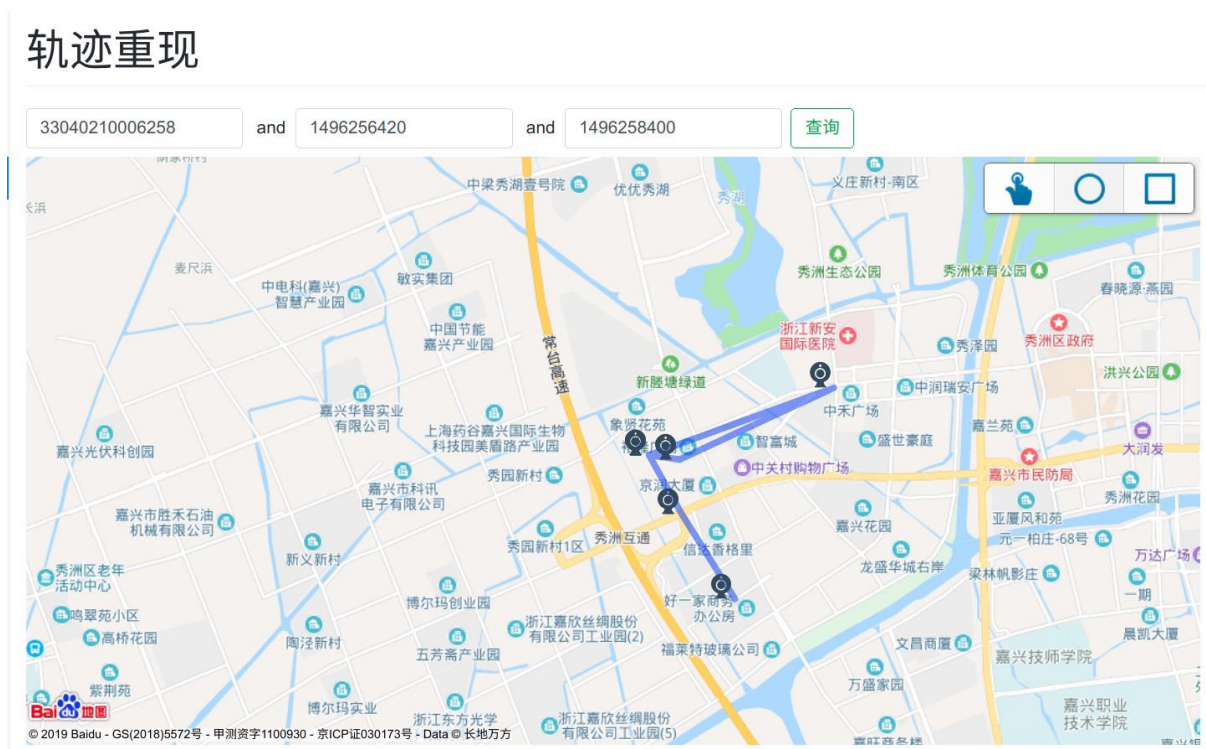 轨迹重现
33040210006258 and 1496256420 and 1496258400 查询
中梁秀湖壹号院
优优秀湖
秀湖
义庄新村-南区
麦尺浜
敏实集团
中电科(嘉兴)
智慧产业园
秀洲生态公园
秀洲体育公园
春晓源·燕园
中国节能
嘉兴产业园
常台高速
浙江新安
国际医院
秀泽园
秀洲区政府
新塍塘绿道
洪兴公园
中润瑞安广场
嘉兴华智实业
有限公司
中禾广场
象贤花苑
上海药谷嘉兴国际生物
科技园美眉路产业园
智富城
盛世豪庭
嘉兰苑
大润发
嘉兴光伏科创园
秀园新村
中关村购物广场
嘉兴市民防局
嘉兴市科讯
电子有限公司
京润大厦
秀洲花园
嘉兴市胜禾石油
机械有限公司
嘉兴花园
亚厦风和苑
秀洲互通
秀园新村1区
信达香格里
元一柏庄-68号
万达广场
新义新村
龙盛华城右岸
梁林帆影庄
秀洲区老年
活动中心
一期
博尔玛创业园
好一家商务
办公房
鸣翠苑小区
高桥花园
陶泾新村
浙江嘉欣丝绸股份
有限公司工业园(2)
五芳斋产业园
福莱特玻璃公司
文昌商厦
晨凯大厦
嘉兴技师学院
紫荆苑
万盛家园
博尔玛实业
浙江东方光学
浙江嘉欣丝绸股份
有限公司工业园(5)
嘉兴职业
技术学院
嘉旺商务楼
Bai du 地图
© 2019 Baidu - GS(2018)5572号 - 甲测资字1100930 - 京ICP证030173号 - Data © 长地万方